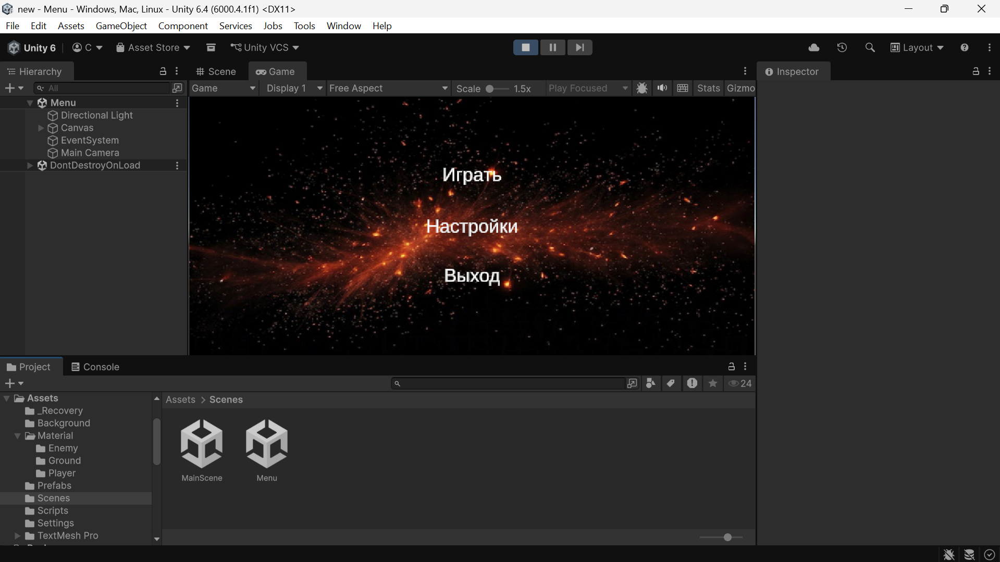 new - Menu - Windows, Mac, Linux - Unity 6.4 (6000.4.1f1) <DX11>
File Edit Assets GameObject Component Services Jobs Tools Window Help
Unity 6 C Asset Store Unity VCS Layout
Hierarchy Scene Game Inspector
All Game Display 1 Free Aspect Scale 1.5x Play Focused Stats Gizmo
Menu
Directional Light
Canvas
EventSystem
Main Camera
DontDestroyOnLoad
Играть
Настройки
Выход
Project Console
24
Assets
_Recovery
Background
Material
Enemy
Ground
Player
Prefabs
Scenes
Scripts
Settings
TextMesh Pro
Assets > Scenes
MainScene Menu